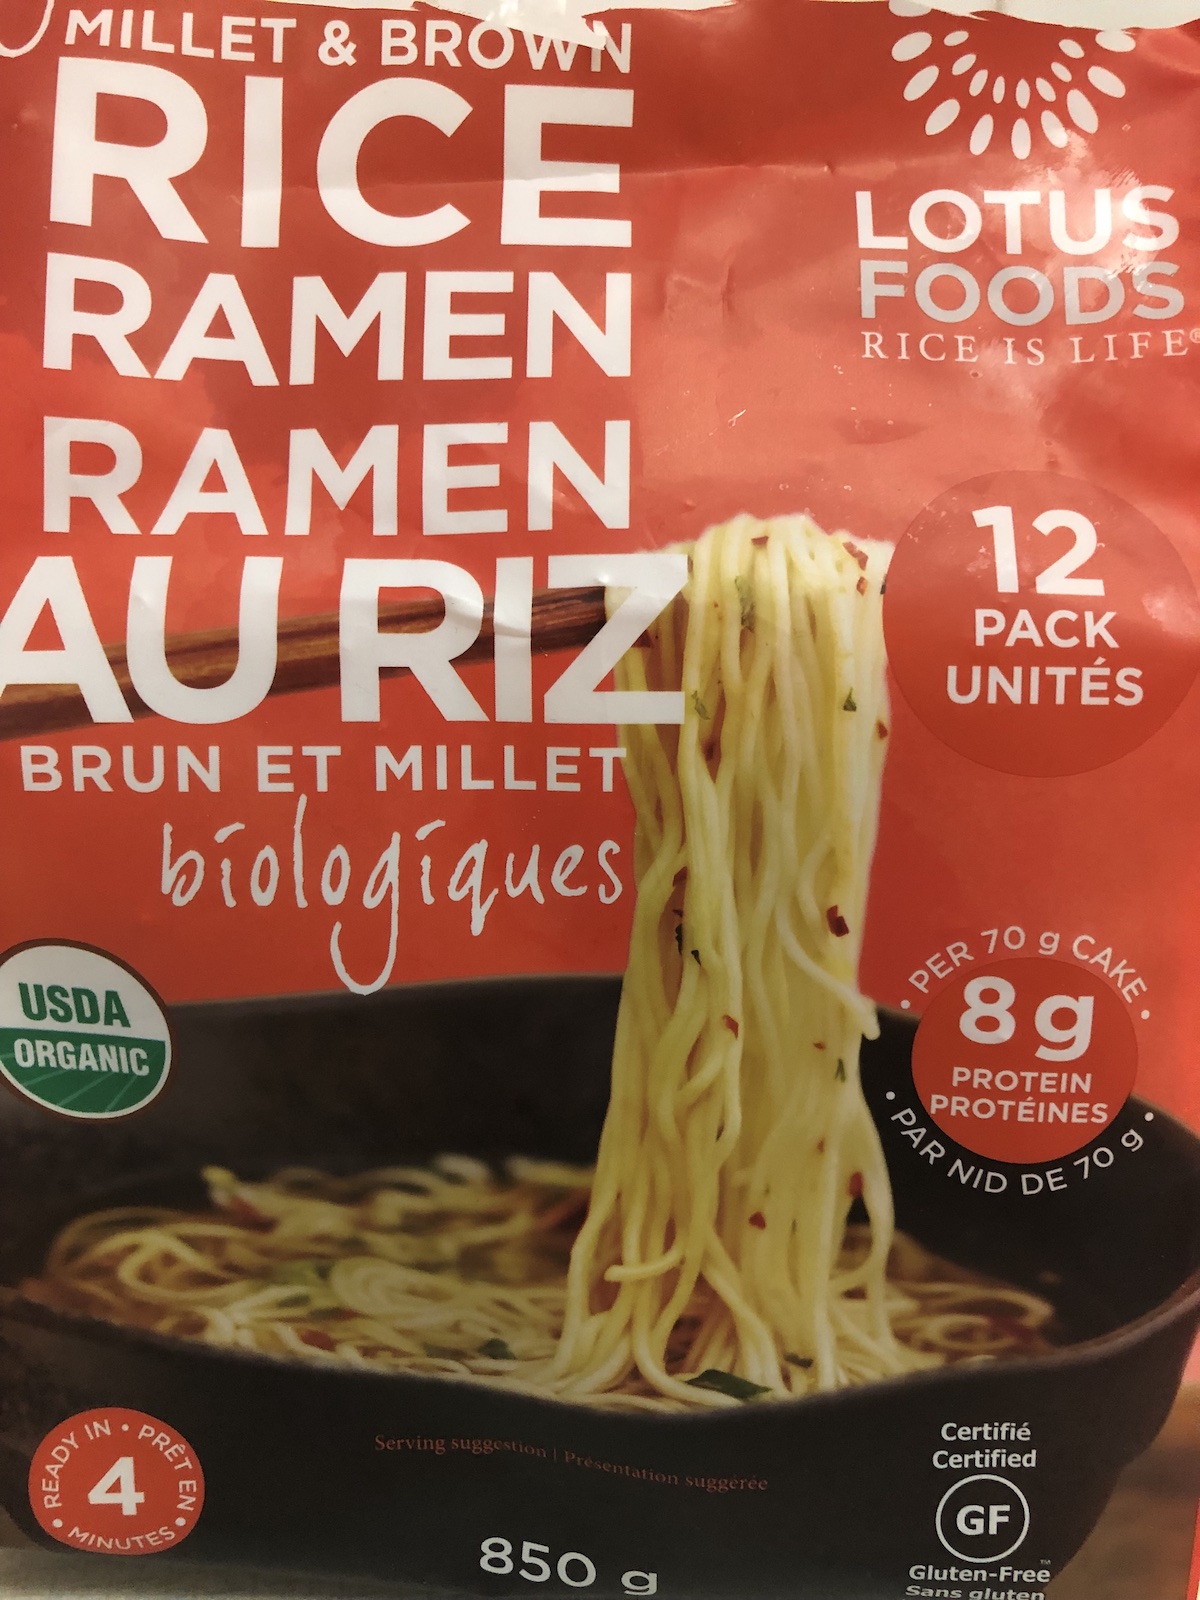 MILLET & BROWN
RICE
RAMEN
RAMEN
AU RIZ
BRUN ET MILLET
biologiques
LOTUS
FOODS
RICE IS LIFE®
12
PACK
UNITÉS
PER 70 g CAKE
8 g
PROTEIN
PROTÉINES
PAR NID DE 70 g
USDA
ORGANIC
READY IN • PRÊT EN
4
MINUTES
Serving suggestion | Présentation suggérée
850 g
Certifié
Certified
GF
Gluten-Free™
Sans gluten